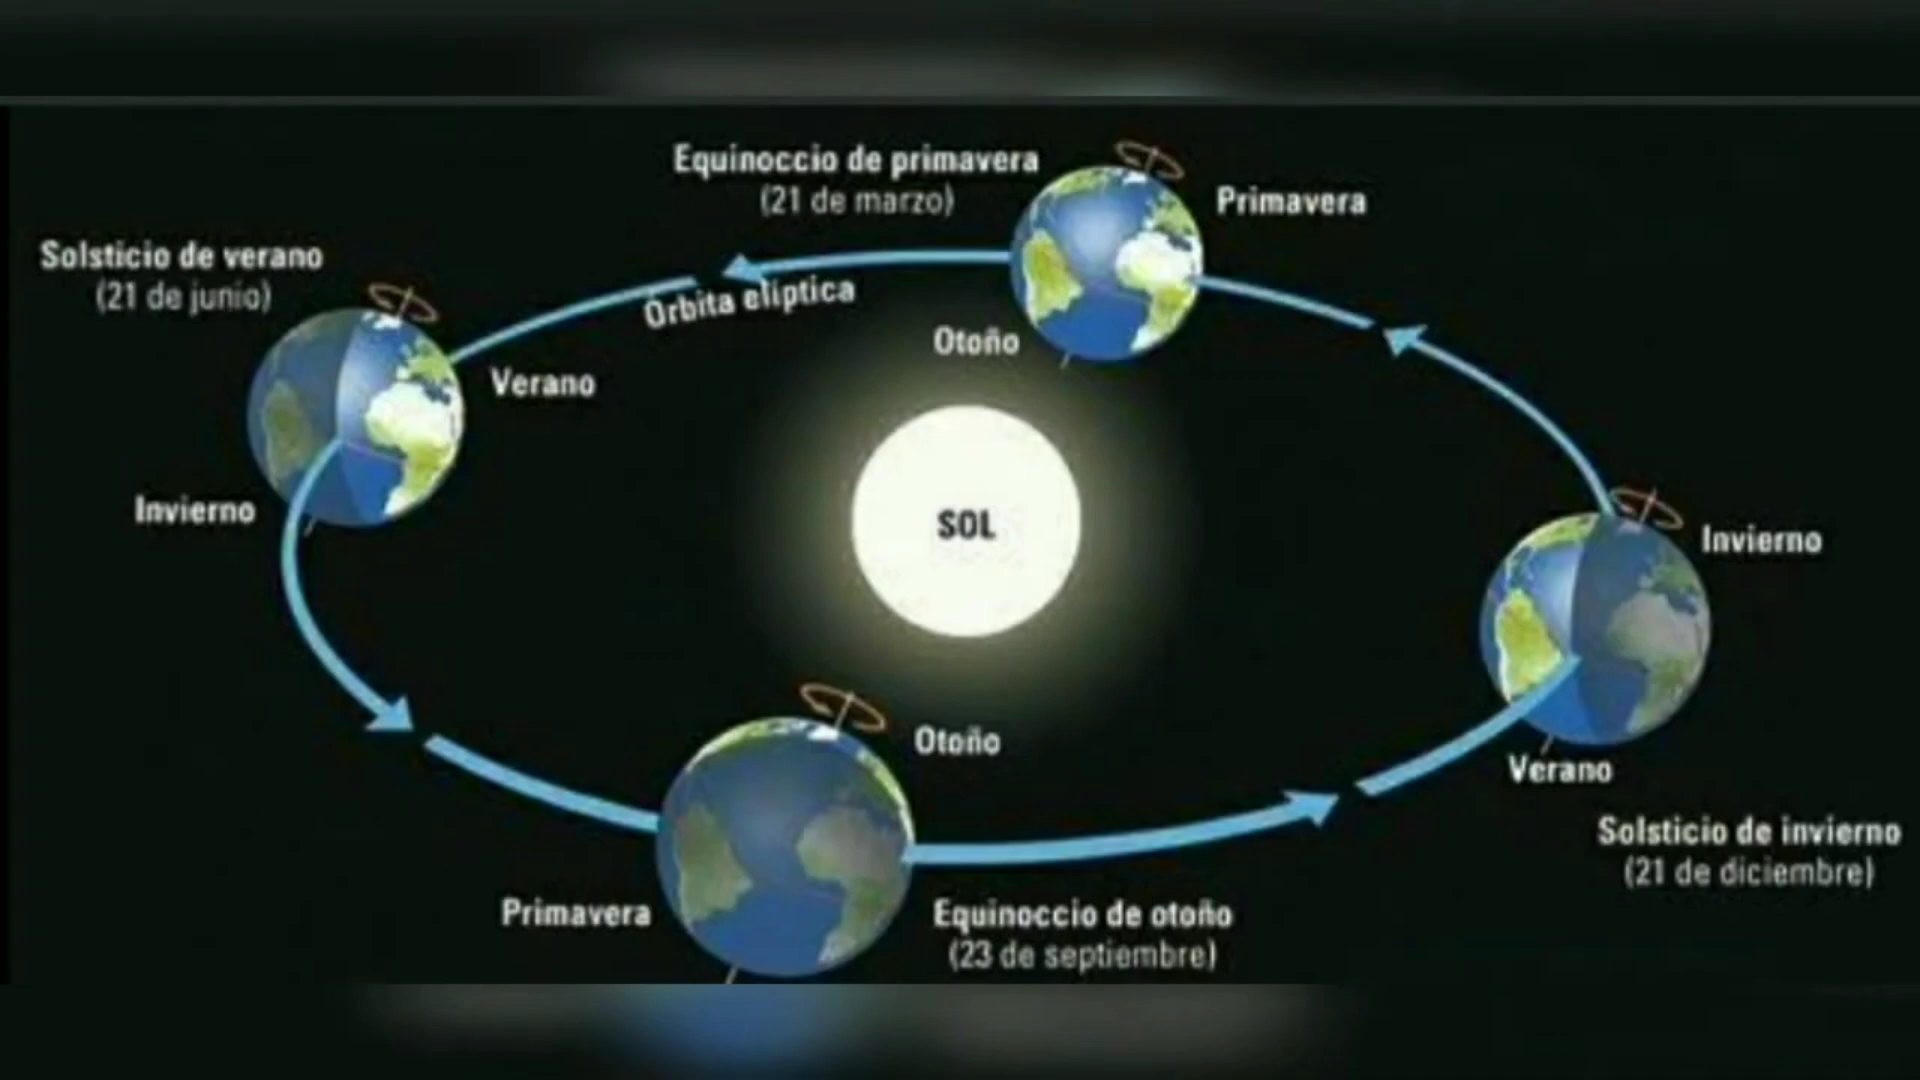 Equinoccio de primavera
(21 de marzo)
Primavera
Solsticio de verano
(21 de junio)
Órbita elíptica
Otoño
Verano
SOL
Invierno
Invierno
Otoño
Verano
Solsticio de invierno
(21 de diciembre)
Primavera
Equinoccio de otoño
(23 de septiembre)